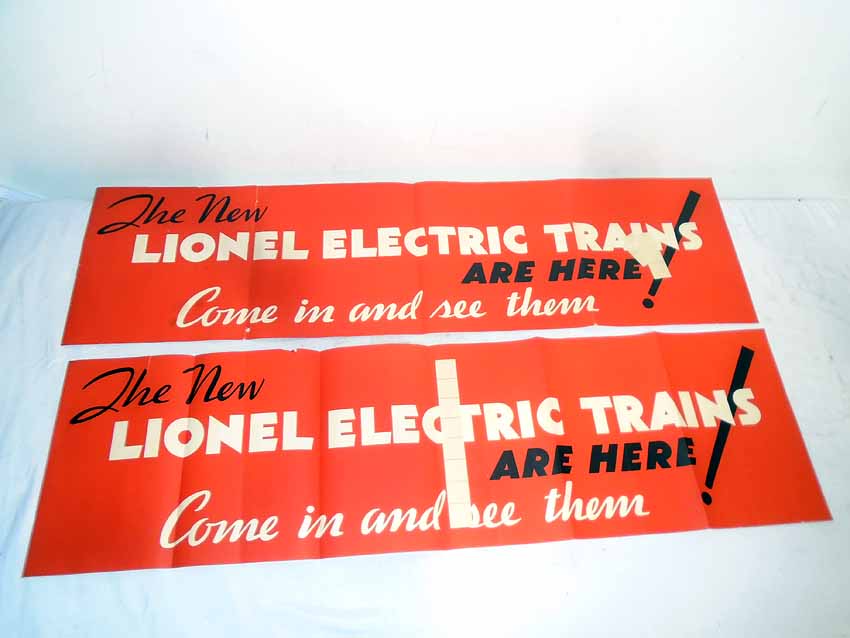 The New
LIONEL ELECTRIC TRAINS
ARE HERE!
Come in and see them
The New
LIONEL ELECTRIC TRAINS
ARE HERE!
Come in and see them